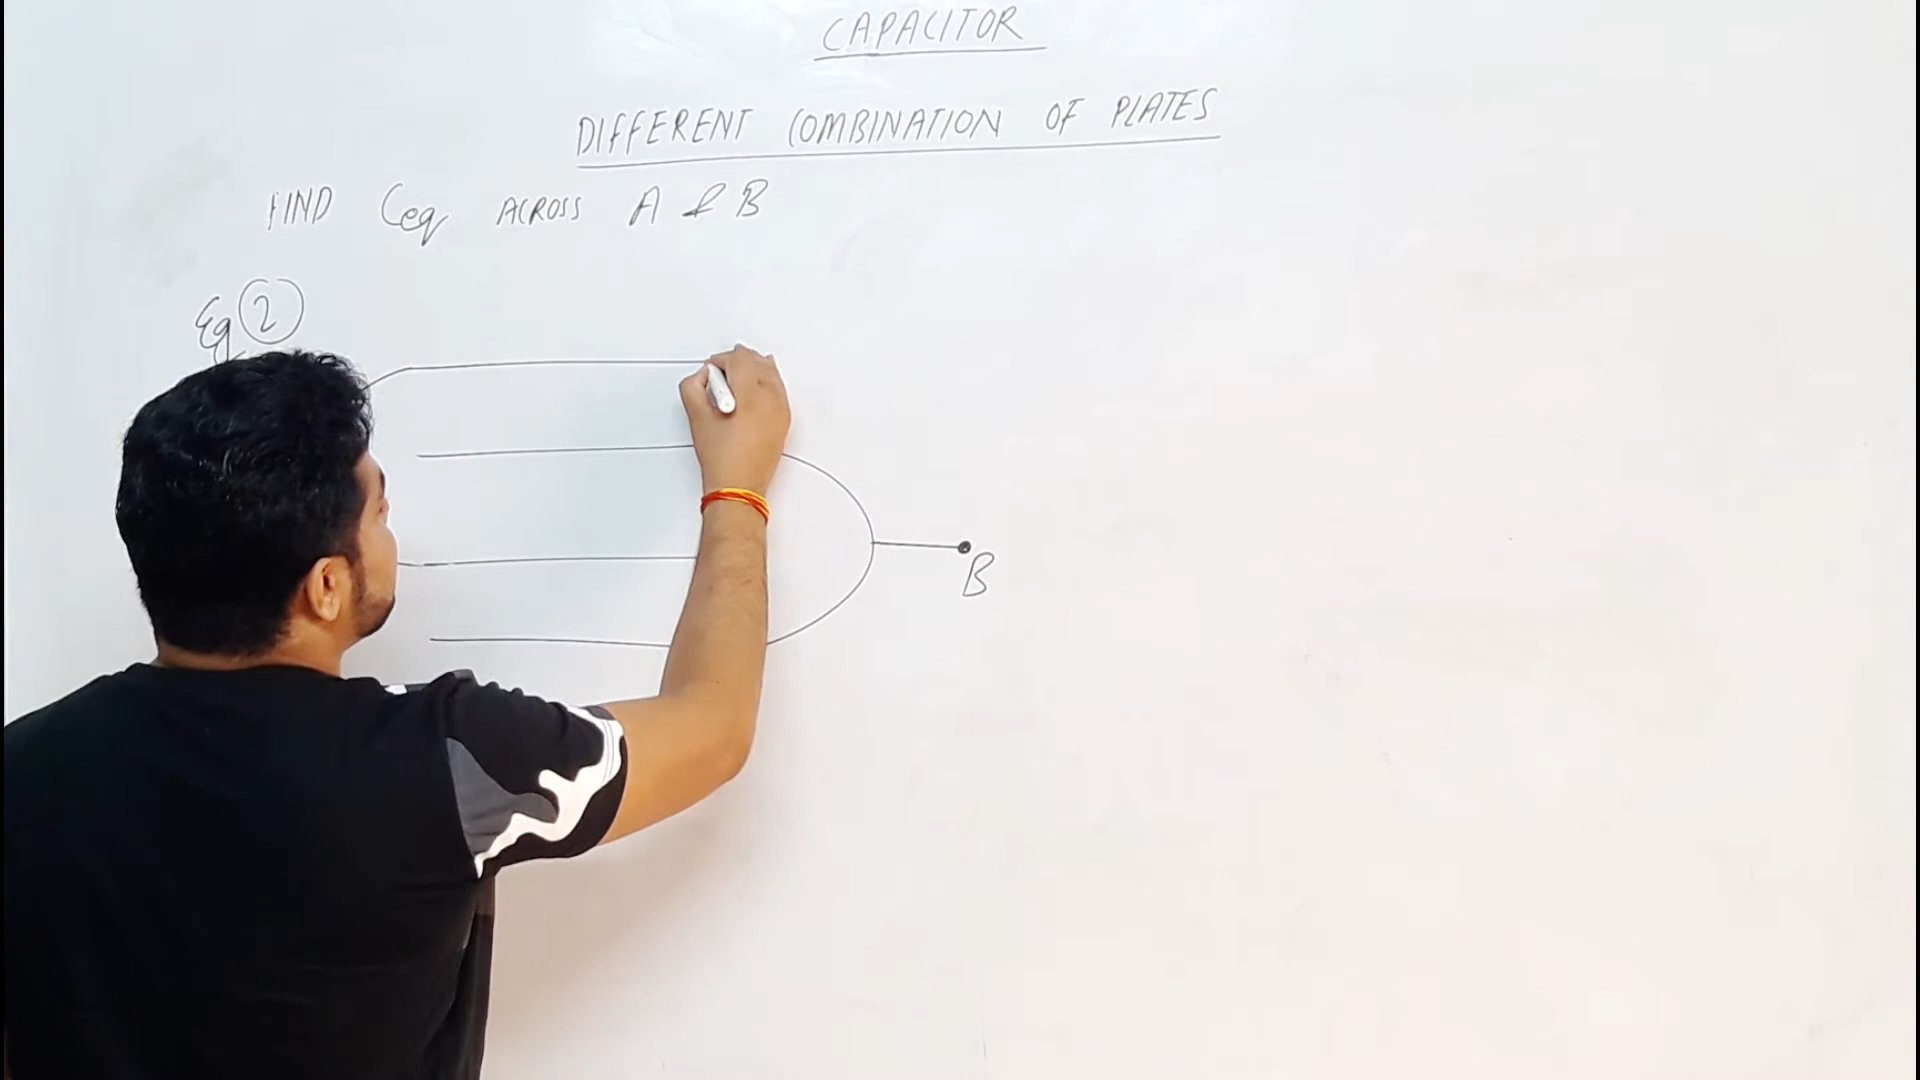 CAPACITOR
DIFFERENT COMBINATION OF PLATES
FIND Ceq ACROSS A & B
Eg 2
B